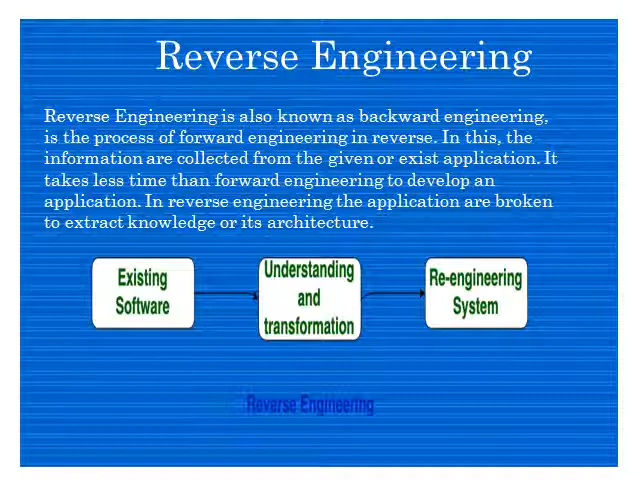 Reverse Engineering
Reverse Engineering is also known as backward engineering,
is the process of forward engineering in reverse. In this, the
information are collected from the given or exist application. It
takes less time than forward engineering to develop an
application. In reverse engineering the application are broken
to extract knowledge or its architecture.
Existing
Software
Understanding
and
transformation
Re-engineering
System
Reverse Engineering